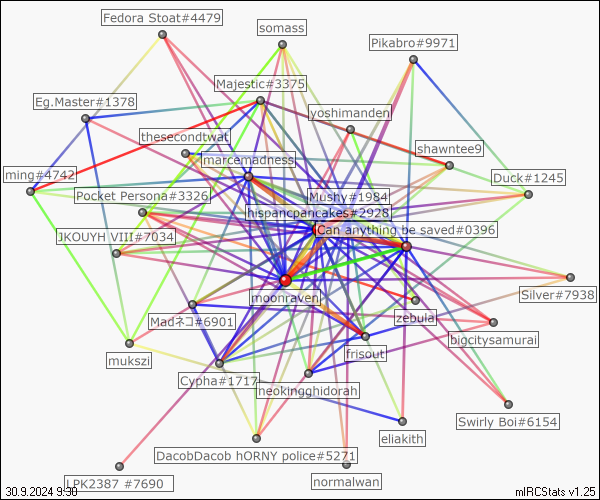 Fedora Stoat#4479
somass
Pikabro#9971
Majestic#3375
Eg.Master#1378
yoshimanden
thesecondtwat
shawntee9
marcemadness
ming#4742
Duck#1245
Pocket Persona#3326
Mushy#1984
hispancpancakes#2928
Can anything be saved#0396
JKOUYH VIII#7034
Silver#7938
moonraven
zebula
Madネコ#6901
bigcitysamurai
frisout
mukszi
Cypha#1717
neokingghidorah
Swirly Boi#6154
eliakith
DacobDacob hORNY police#5271
normalwan
LPK2387 #7690
30.9.2024 9:30
mIRCStats v1.25